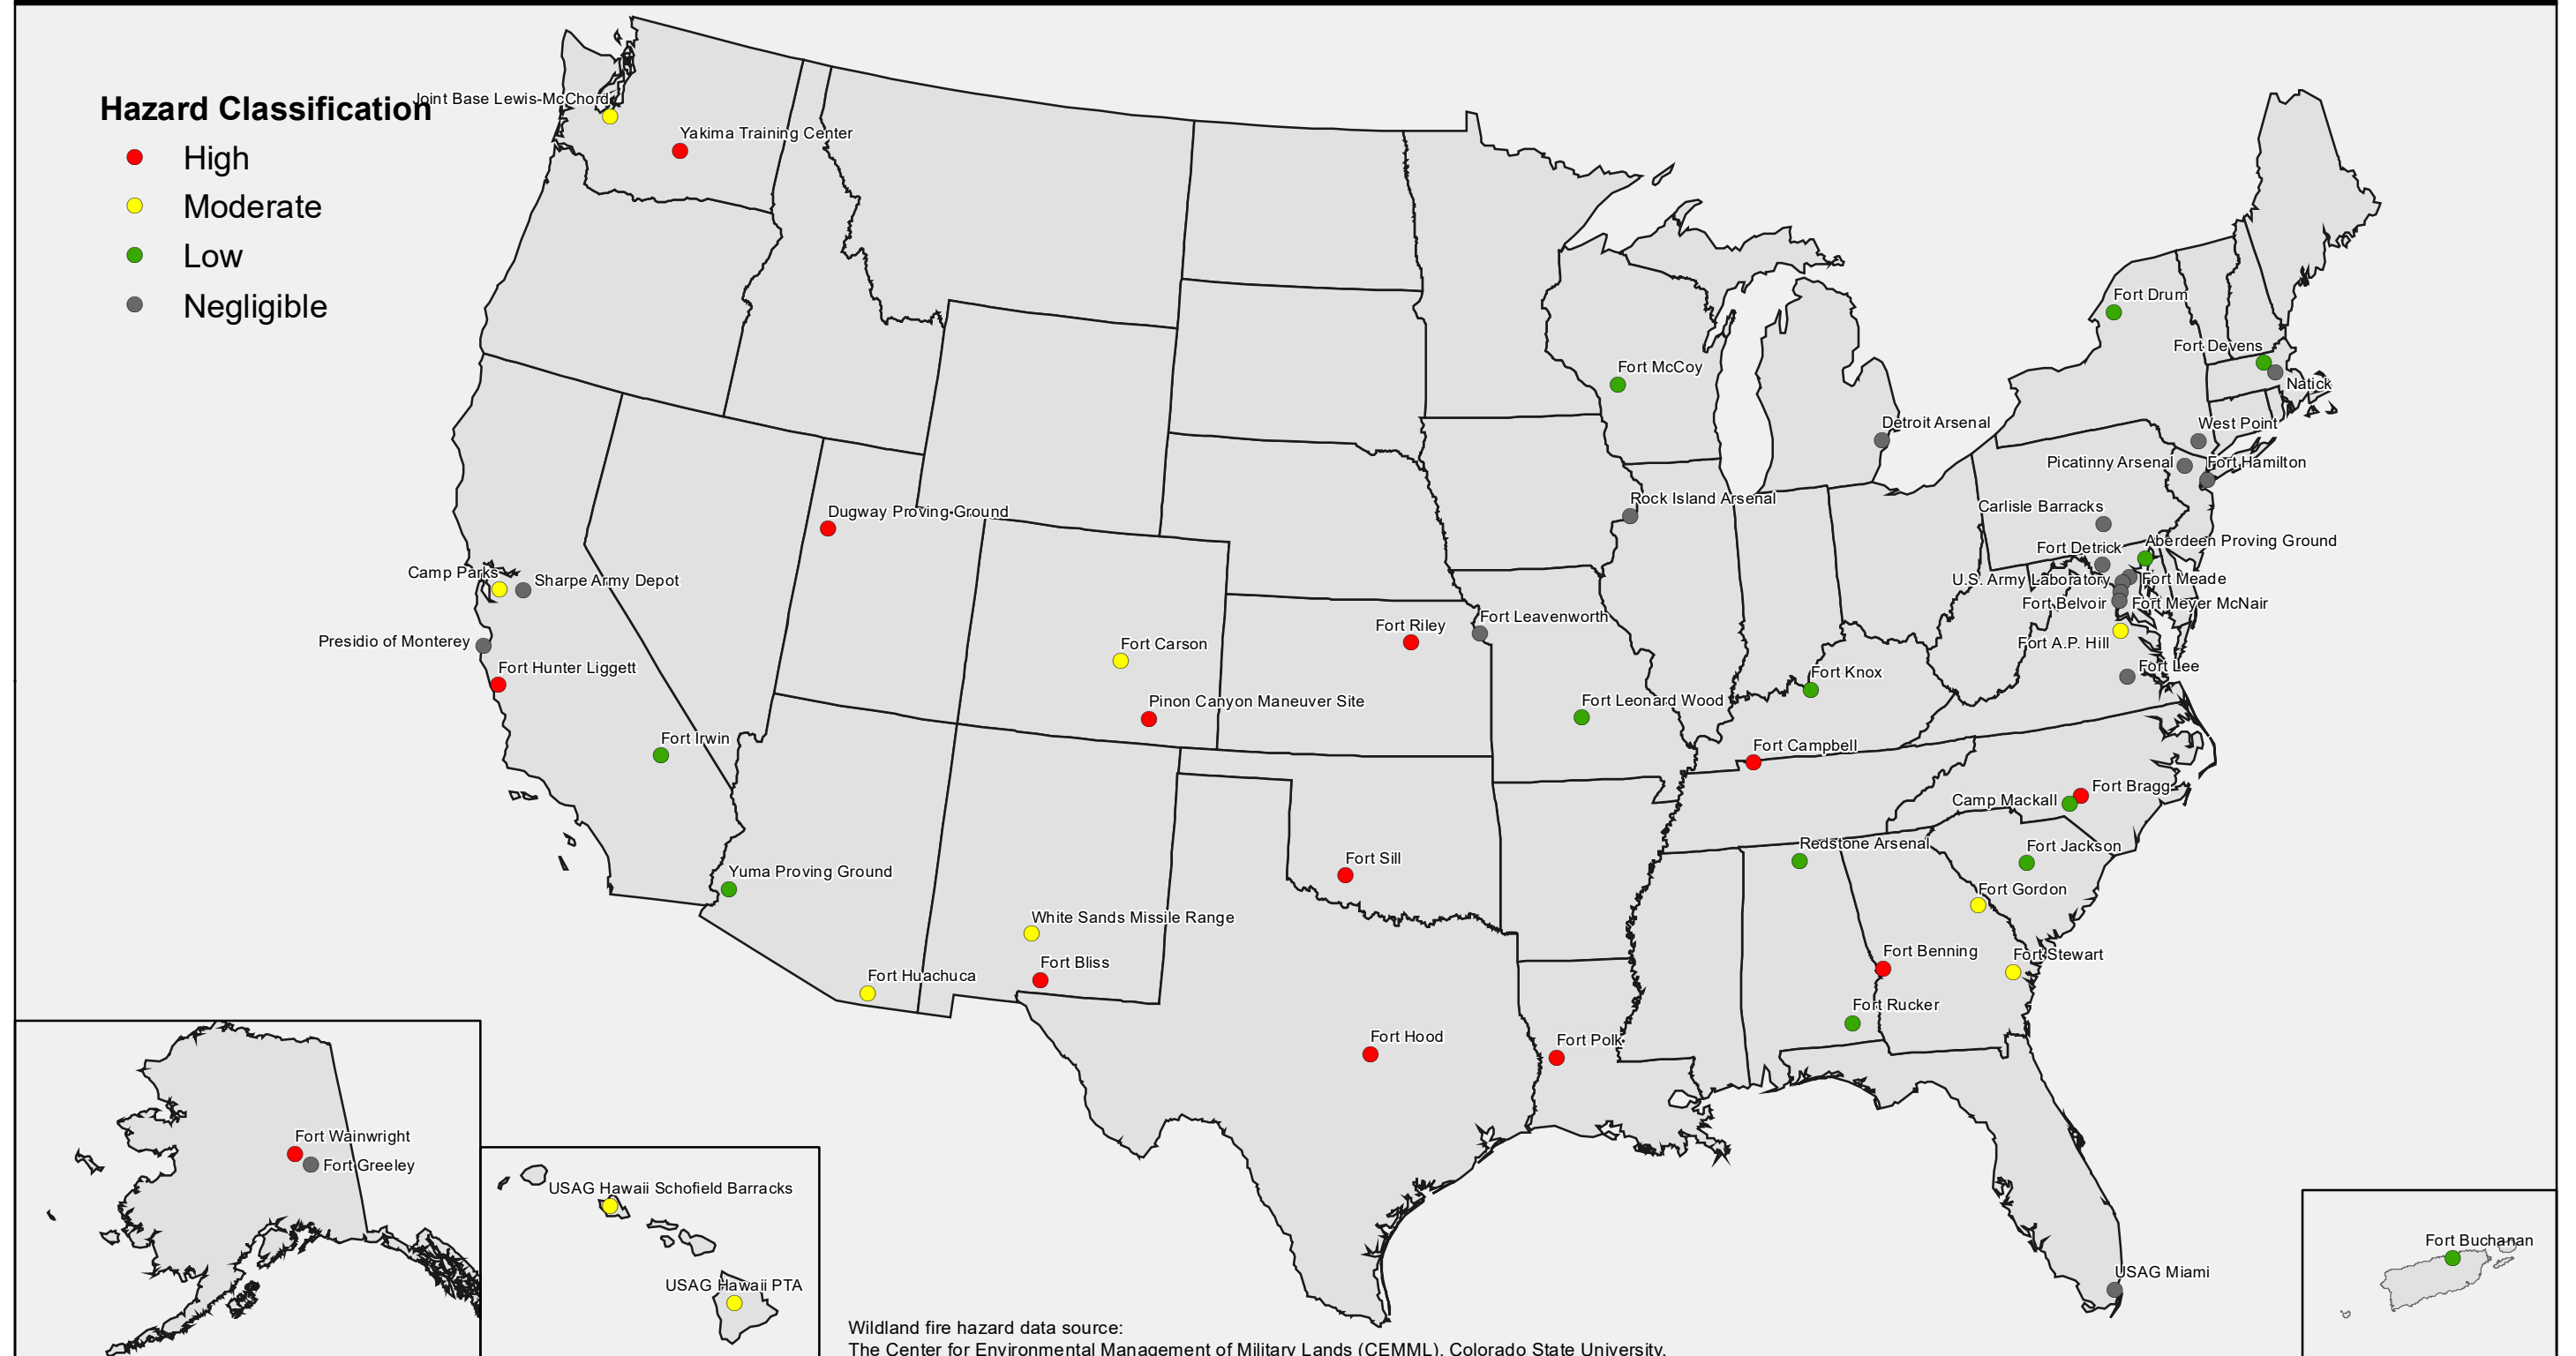 Hazard Classification
High
Moderate
Low
Negligible
Joint Base Lewis-McChord
Yakima Training Center
Fort Drum
Fort Devens
Natick
Fort McCoy
Detroit Arsenal
West Point
Picatinny Arsenal
Fort Hamilton
Rock Island Arsenal
Carlisle Barracks
Dugway Proving Ground
Fort Detrick
Aberdeen Proving Ground
Camp Parks
Sharpe Army Depot
U.S. Army Laboratory
Fort Meade
Fort Belvoir
Fort Meyer McNair
Fort Leavenworth
Fort Riley
Presidio of Monterey
Fort Carson
Fort A.P. Hill
Fort Hunter Liggett
Fort Lee
Fort Knox
Pinon Canyon Maneuver Site
Fort Leonard Wood
Fort Irwin
Fort Campbell
Fort Bragg
Camp Mackall
Redstone Arsenal
Fort Jackson
Fort Sill
Yuma Proving Ground
Fort Gordon
White Sands Missile Range
Fort Benning
Fort Stewart
Fort Bliss
Fort Huachuca
Fort Rucker
Fort Hood
Fort Polk
Fort Wainwright
Fort Greeley
USAG Hawaii Schofield Barracks
USAG Hawaii PTA
Fort Buchanan
USAG Miami
Wildland fire hazard data source:
The Center for Environmental Management of Military Lands (CEMML), Colorado State University.